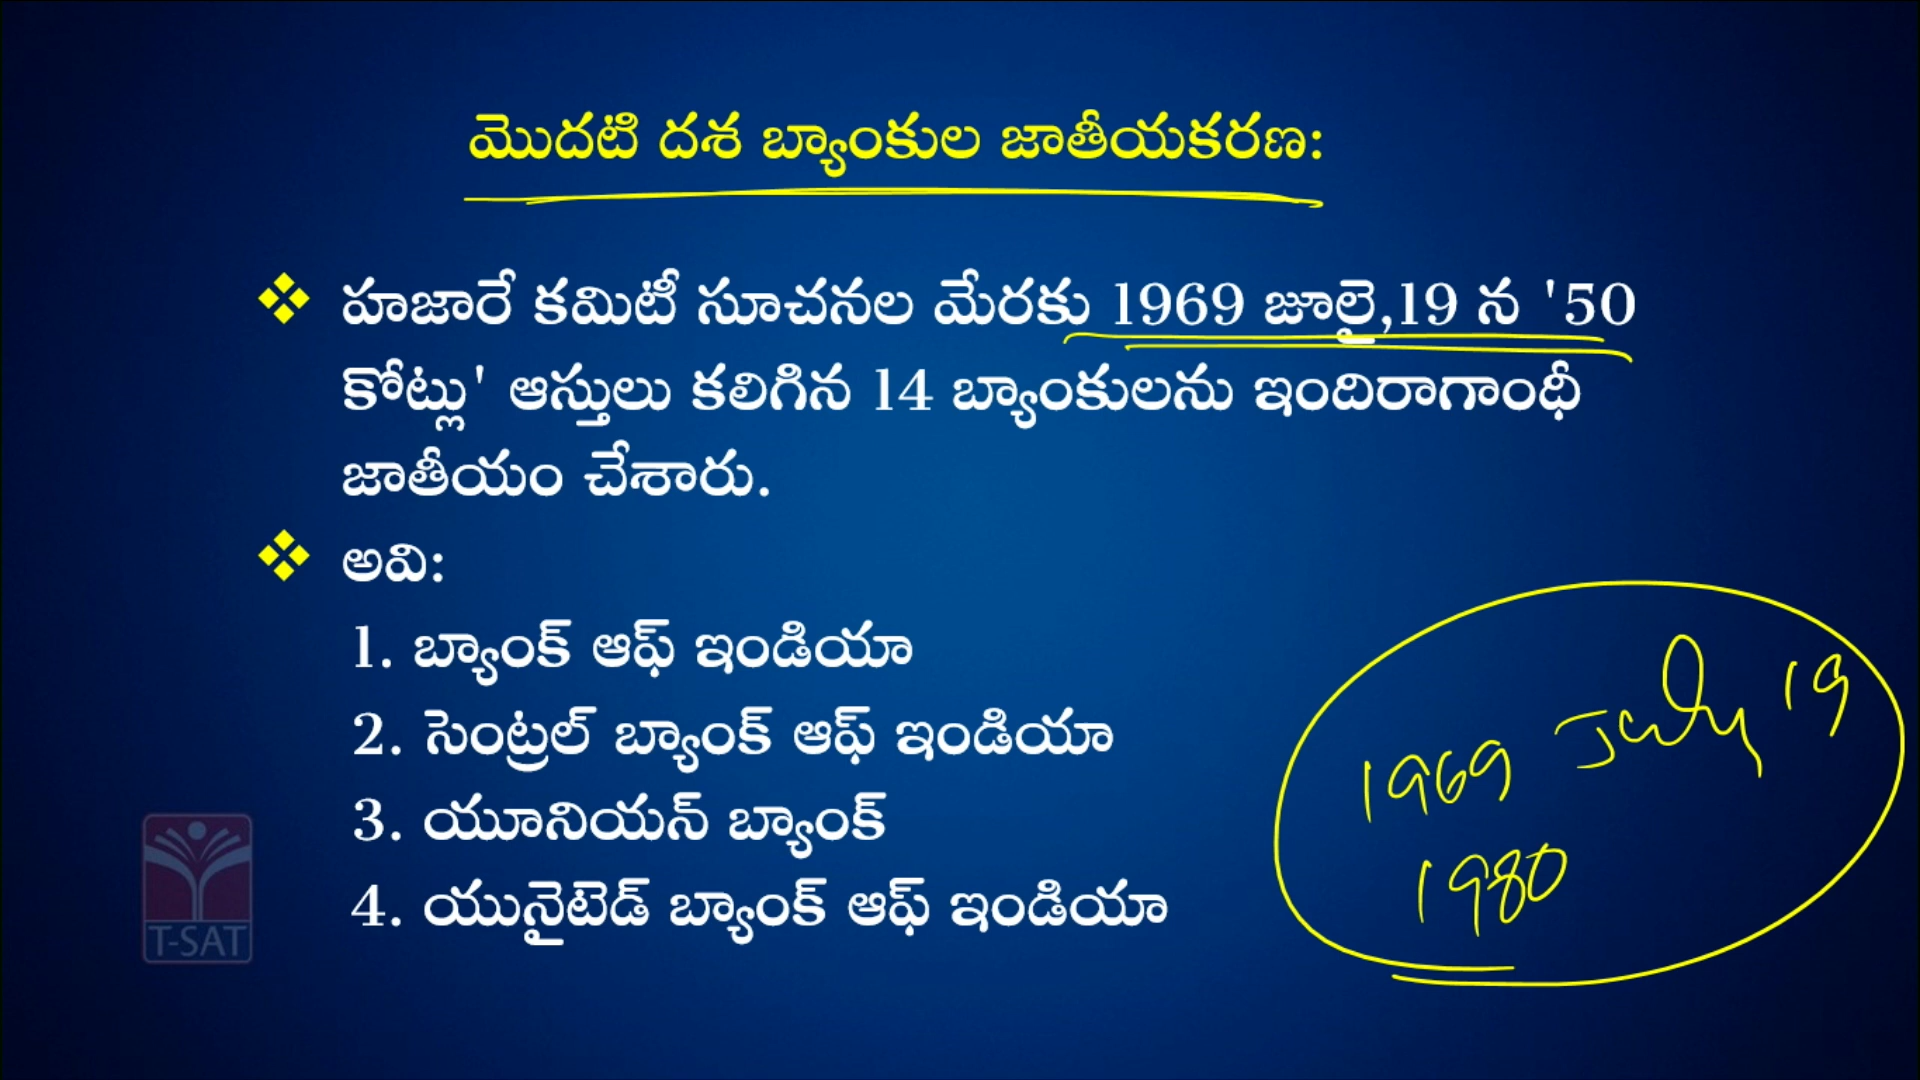 మొదటి దశ బ్యాంకుల జాతీయకరణ:
హజారే కమిటీ సూచనల మేరకు 1969 జూలై,19 న '50
కోట్లు' ఆస్తులు కలిగిన 14 బ్యాంకులను ఇందిరాగాంధీ
జాతీయం చేశారు.
అవి:
1. బ్యాంక్ ఆఫ్ ఇండియా
2. సెంట్రల్ బ్యాంక్ ఆఫ్ ఇండియా
3. యూనియన్ బ్యాంక్
4. యునైటెడ్ బ్యాంక్ ఆఫ్ ఇండియా
1969 July 19
1980
T-SAT